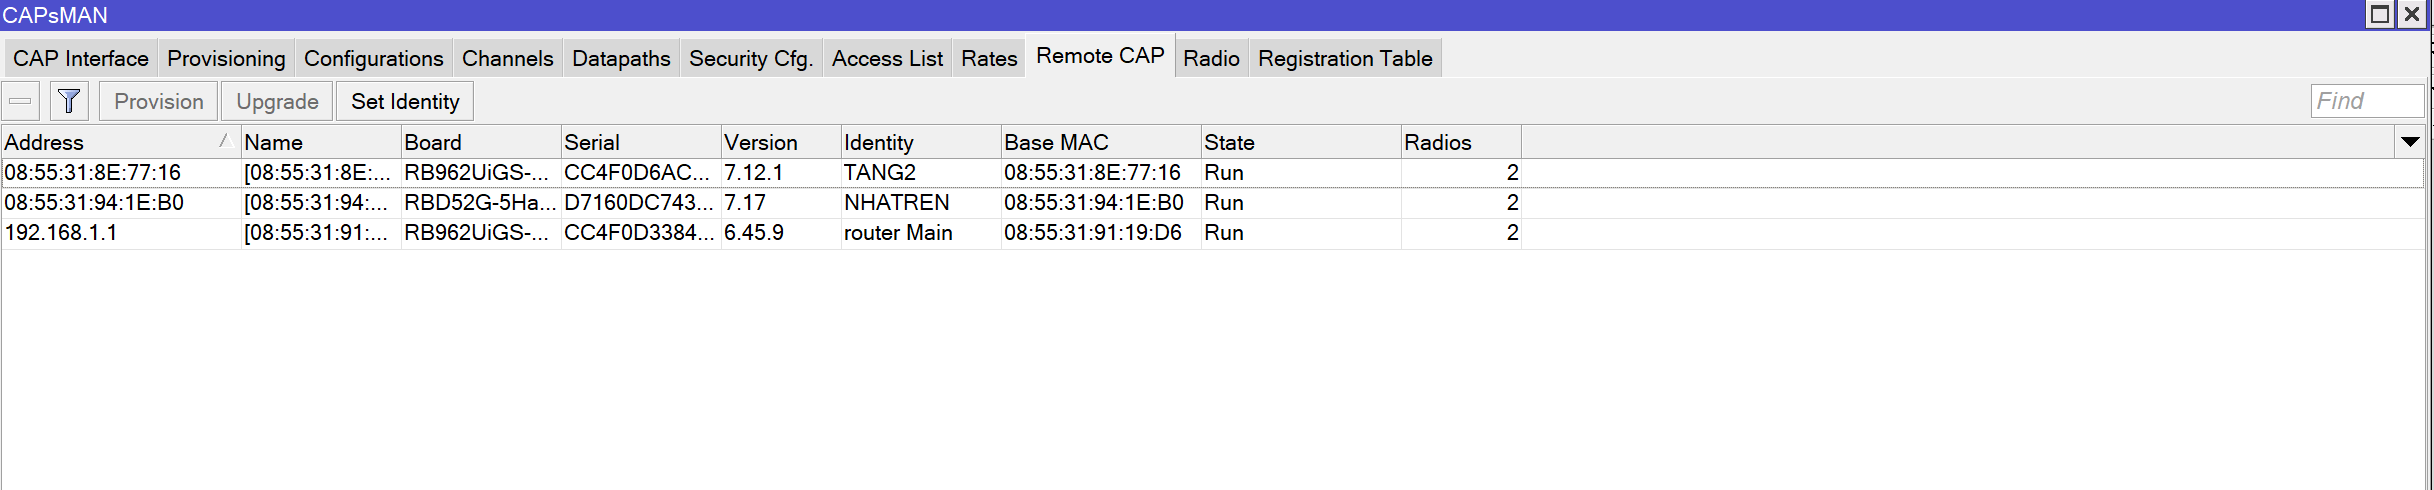 CAPsMAN
CAP Interface Provisioning Configurations Channels Datapaths Security Cfg. Access List Rates Remote CAP Radio Registration Table
Provision Upgrade Set Identity Find
Address Name Board Serial Version Identity Base MAC State Radios
08:55:31:8E:77:16 [08:55:31:8E:... RB962UiGS-... CC4F0D6AC... 7.12.1 TANG2 08:55:31:8E:77:16 Run 2
08:55:31:94:1E:B0 [08:55:31:94:... RBD52G-5Ha... D7160DC743... 7.17 NHATREN 08:55:31:94:1E:B0 Run 2
192.168.1.1 [08:55:31:91:... RB962UiGS-... CC4F0D3384... 6.45.9 router Main 08:55:31:91:19:D6 Run 2